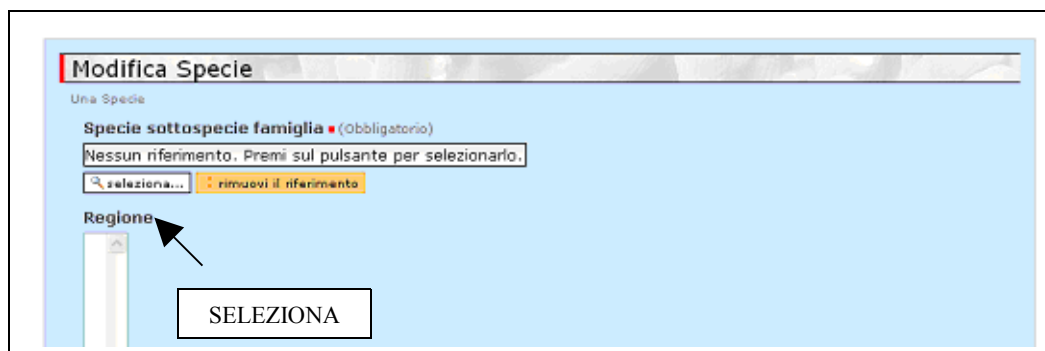 Modifica Specie
Una Specie
Specie sottospecie famiglia ▪ (Obbligatorio)
Nessun riferimento. Premi sul pulsante per selezionarlo.
seleziona... rimuovi il riferimento
Regione
SELEZIONA